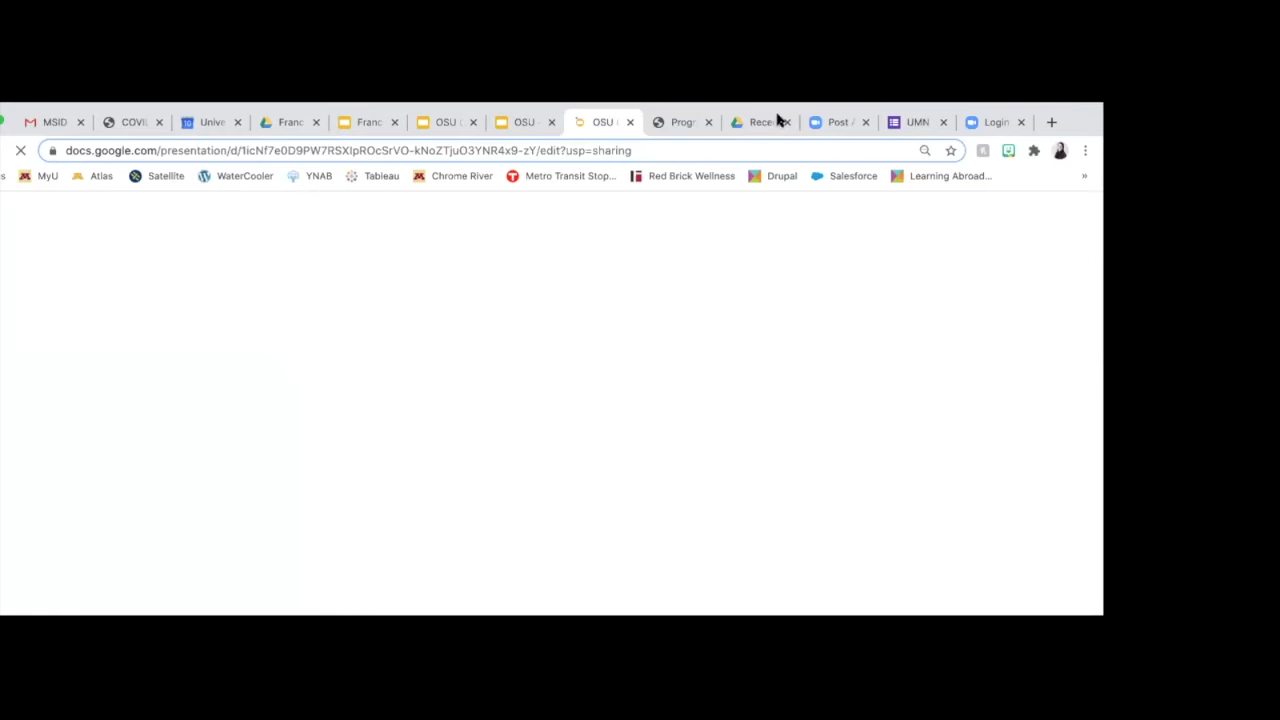 MSID COVI Unive Franc Franc OSU OSU OSU Progr Rece Post UMN Login
docs.google.com/presentation/d/1icNf7e0D9PW7RSXIpROcSrVO-kNoZTjuO3YNR4x9-zY/edit?usp=sharing
s MyU Atlas Satellite WaterCooler YNAB Tableau Chrome River Metro Transit Stop... Red Brick Wellness Drupal Salesforce Learning Abroad... »